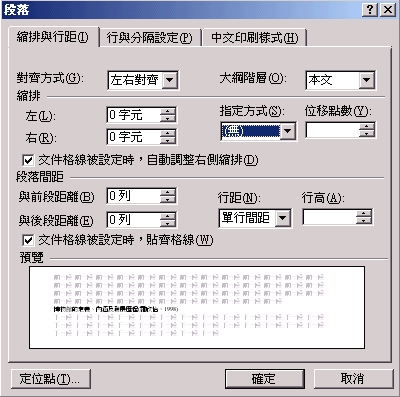 段落
縮排與行距(I) 行與分隔設定(P) 中文印刷樣式(H)
對齊方式(G): 左右對齊 大綱階層(O): 本文
縮排
左(L): 0 字元 指定方式(S): 位移點數(Y):
右(R): 0 字元 (無)
文件格線被設定時，自動調整右側縮排(D)
段落間距
與前段距離(B) 0 列 行距(N): 行高(A):
與後段距離(E) 0 列 單行間距
文件格線被設定時，貼齊格線(W)
預覽
定位點(T)... 確定 取消